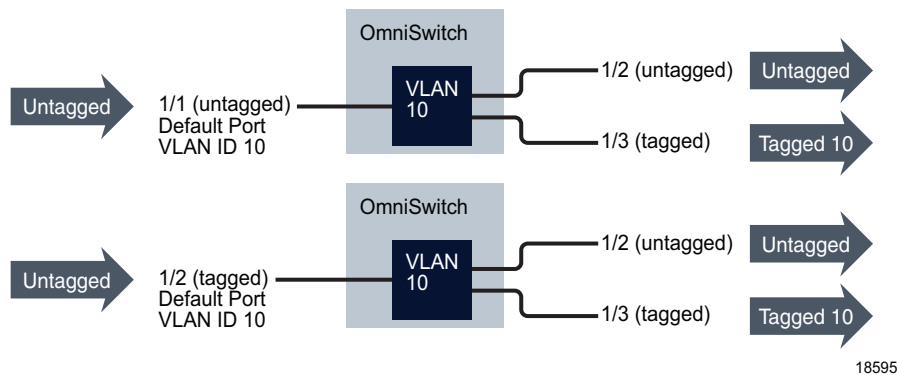 OmniSwitch
Untagged
1/1 (untagged)
Default Port
VLAN ID 10
VLAN
10
1/2 (untagged)
Untagged
1/3 (tagged)
Tagged 10
OmniSwitch
Untagged
1/2 (tagged)
Default Port
VLAN ID 10
VLAN
10
1/2 (untagged)
Untagged
1/3 (tagged)
Tagged 10
18595